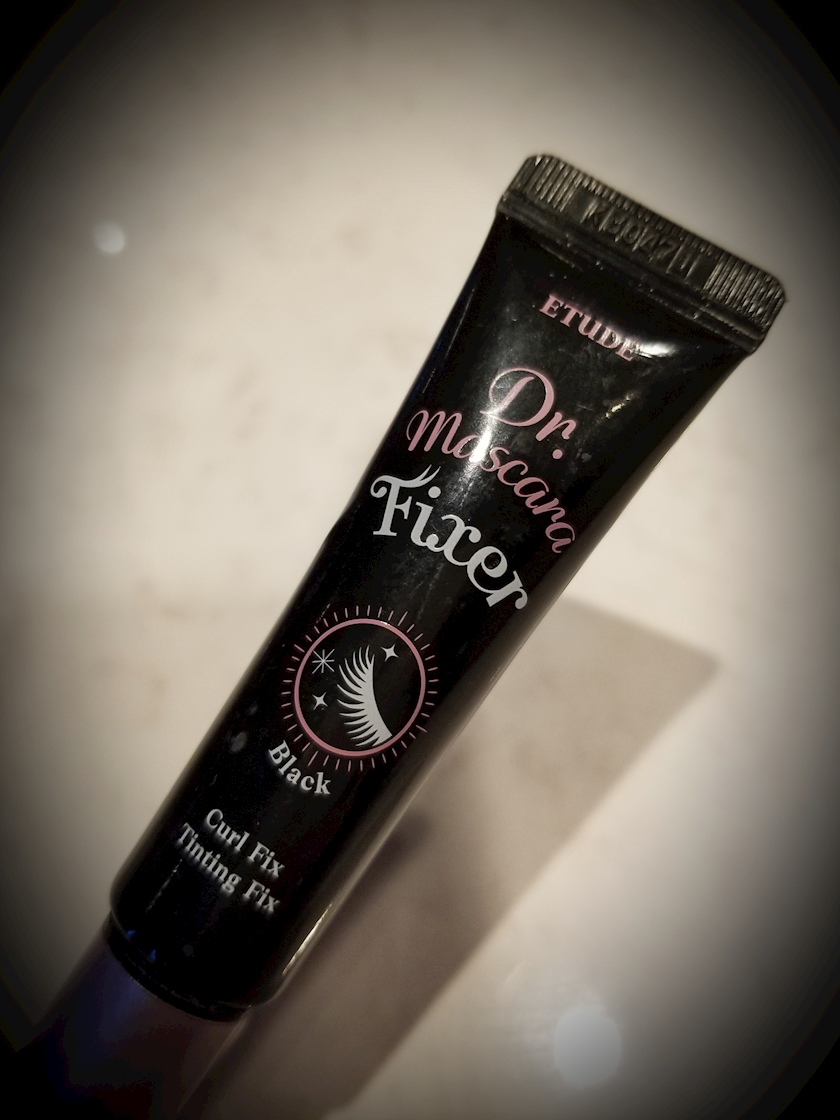 ETUDE
Dr.
Mascara
Fixer
Black
Curl Fix
Tinting Fix